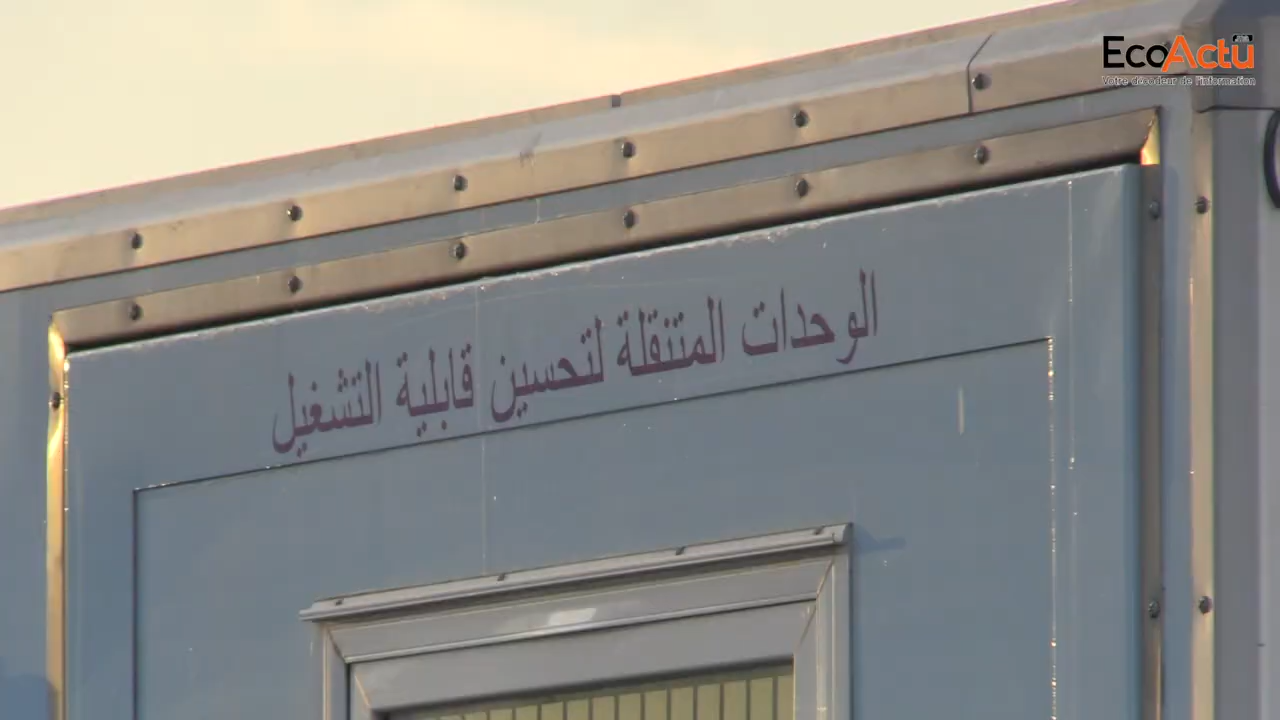 EcoActu
Votre décodeur de l'information
الوحدات المتنقلة لتحسين قابلية التشغيل